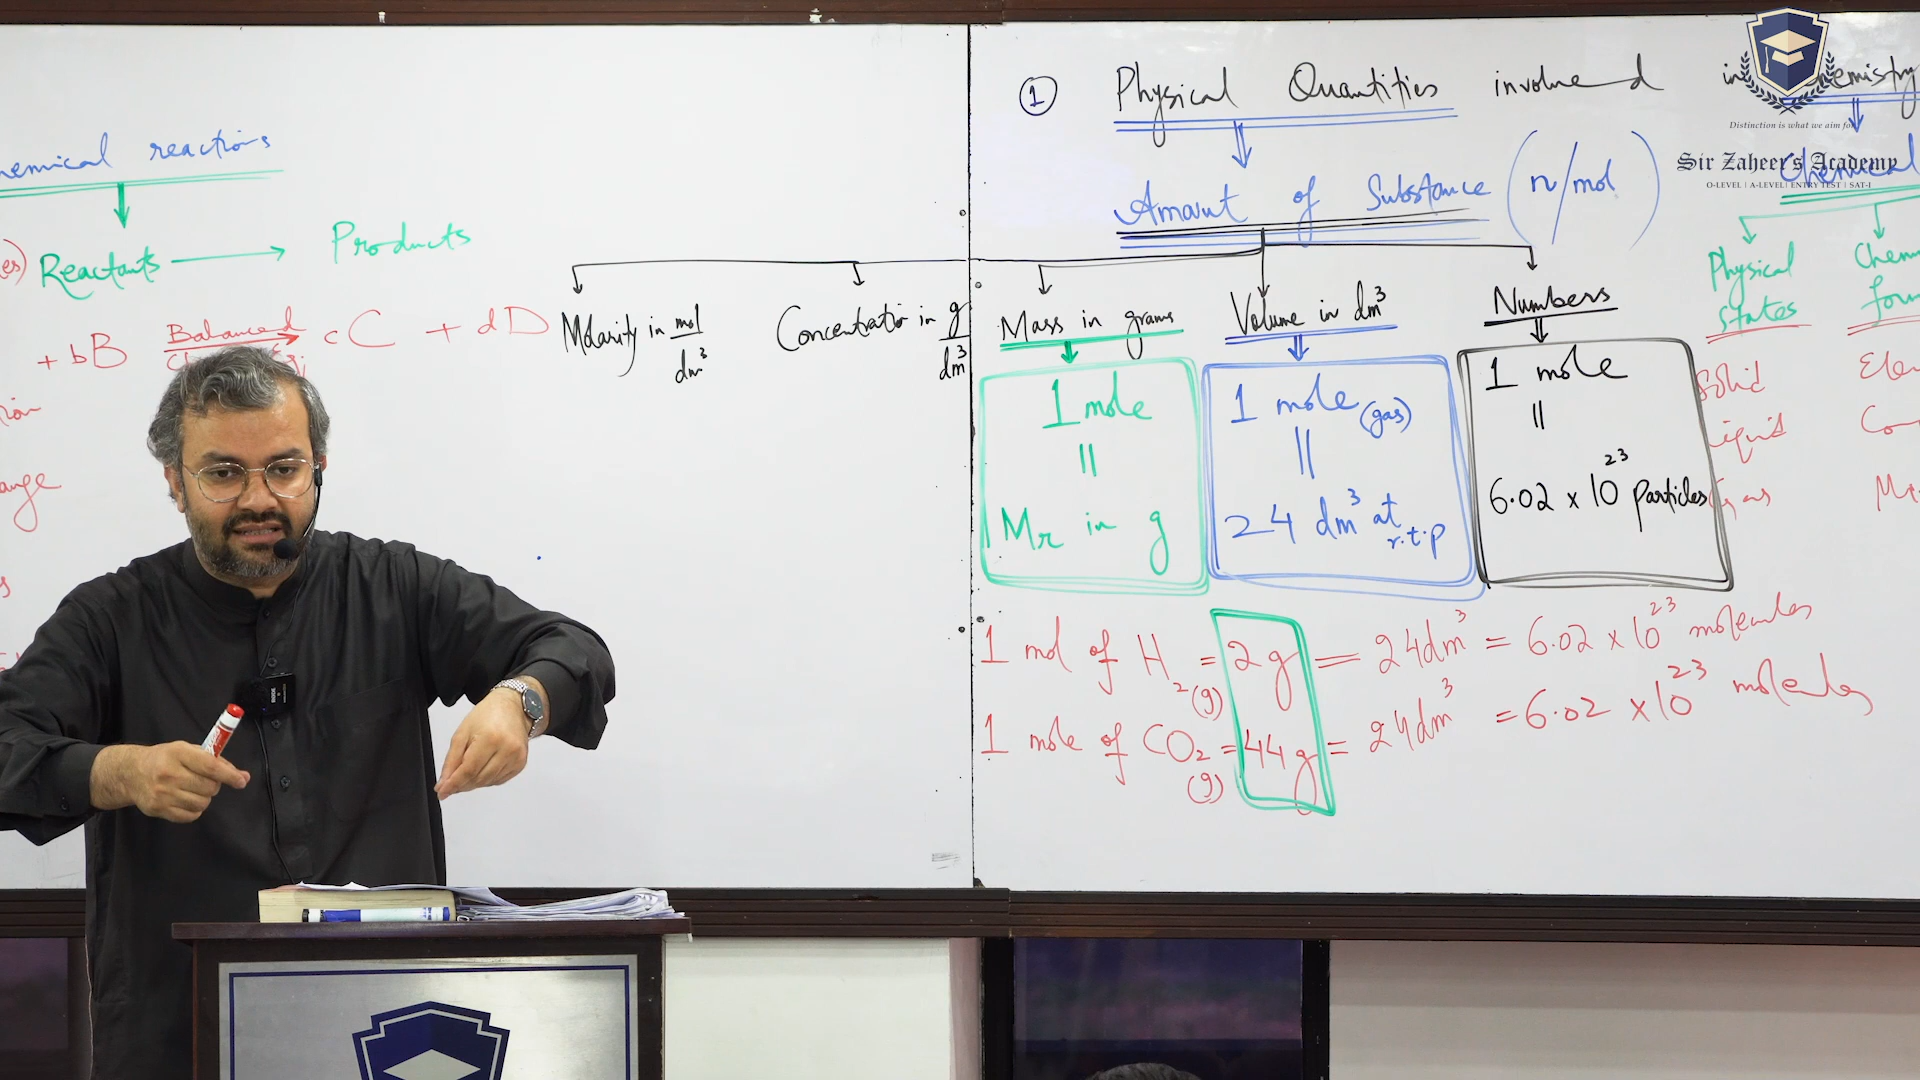 chemical reactions
Reactants → Products
+ bB Balanced → cC + dD
① Physical Quantities involved in Chemistry
Amount of Substance (n/mol)
Molarity in mol/dm³
Concentration in g/dm³
Mass in grams
1 mole
=
Mr in g
Volume in dm³
1 mole (gas)
=
24 dm³ at r.t.p
Numbers
1 mole
=
6.02 x 10²³ particles
1 mol of H₂(g) = 2g = 24dm³ = 6.02 x 10²³ molecules
1 mole of CO₂(g) = 44g = 24dm³ = 6.02 x 10²³ molecules
Chemical
Physical States
Solid
Liquid
Gas
Distinction is what we aim for
Sir Zaheer's Academy
O-LEVEL | A-LEVEL | ENTRY TEST | SAT-I